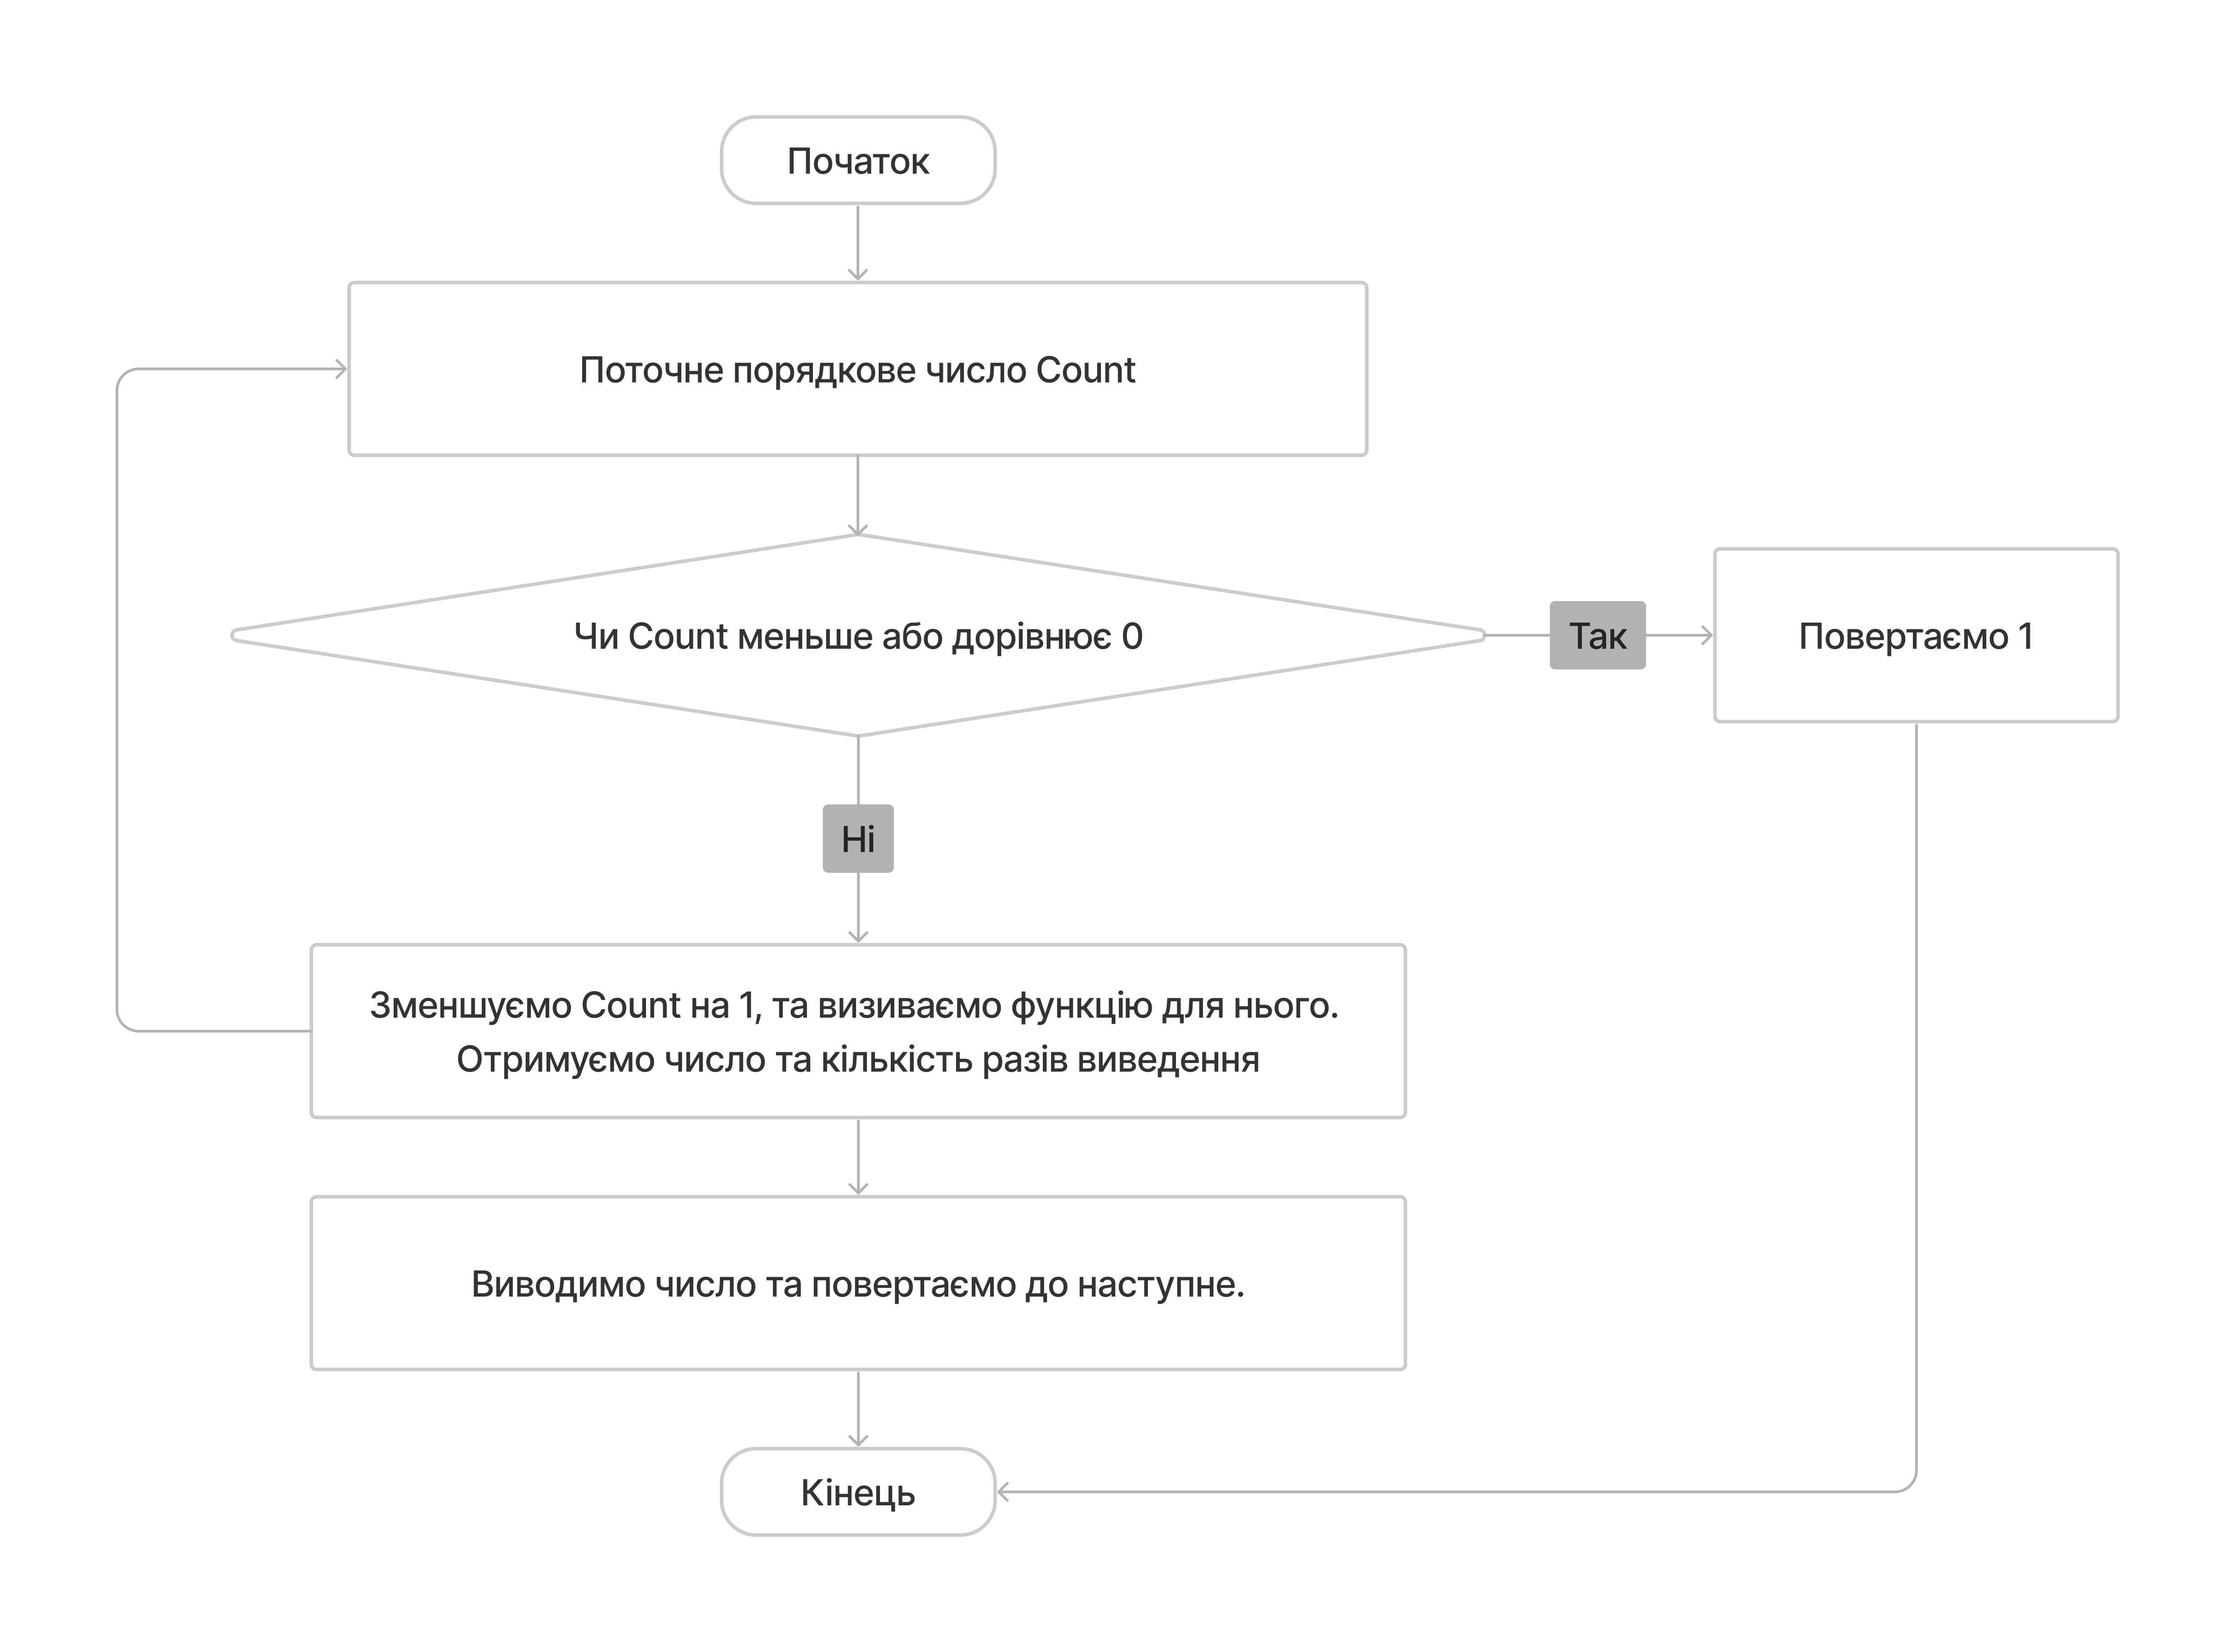 Початок
Поточне порядкове число Count
Чи Count меньше або дорівнює 0
Так
Повертаємо 1
Ні
Зменшуємо Count на 1, та визиваємо функцію для нього.
Отримуємо число та кількість разів виведення
Виводимо число та повертаємо до наступне.
Кінець